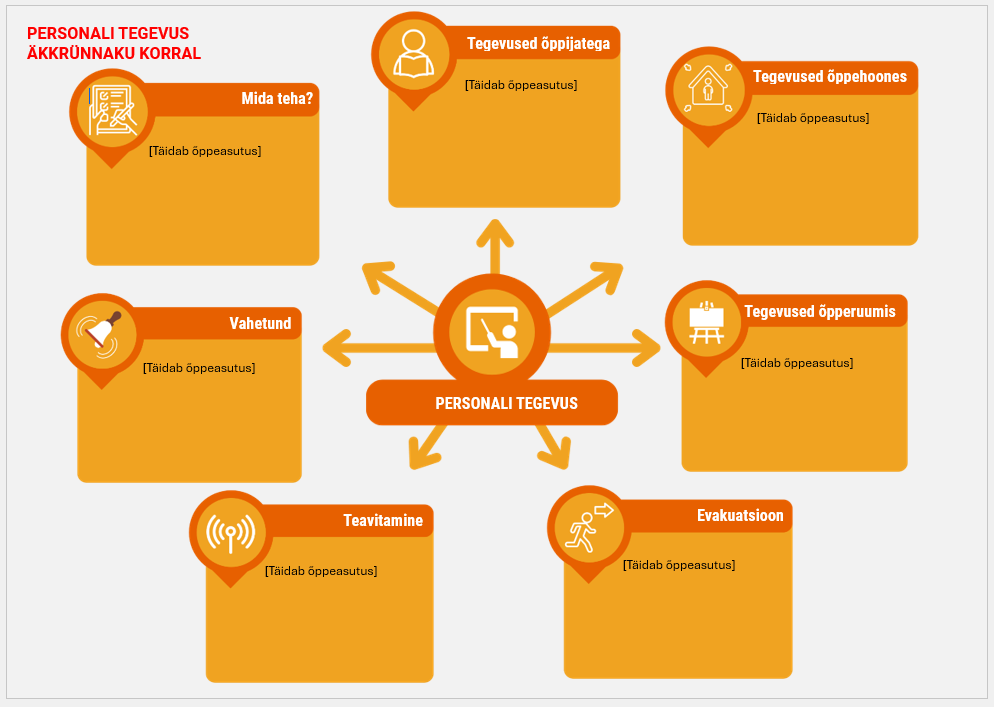 PERSONALI TEGEVUS
ÄKKRÜNNAKU KORRAL
Mida teha?
[Täidab õppeasutus]
Tegevused õppijatega
[Täidab õppeasutus]
Tegevused õppehoones
[Täidab õppeasutus]
Vahetund
[Täidab õppeasutus]
PERSONALI TEGEVUS
Tegevused õpperuumis
[Täidab õppeasutus]
Teavitamine
[Täidab õppeasutus]
Evakuatsioon
[Täidab õppeasutus]